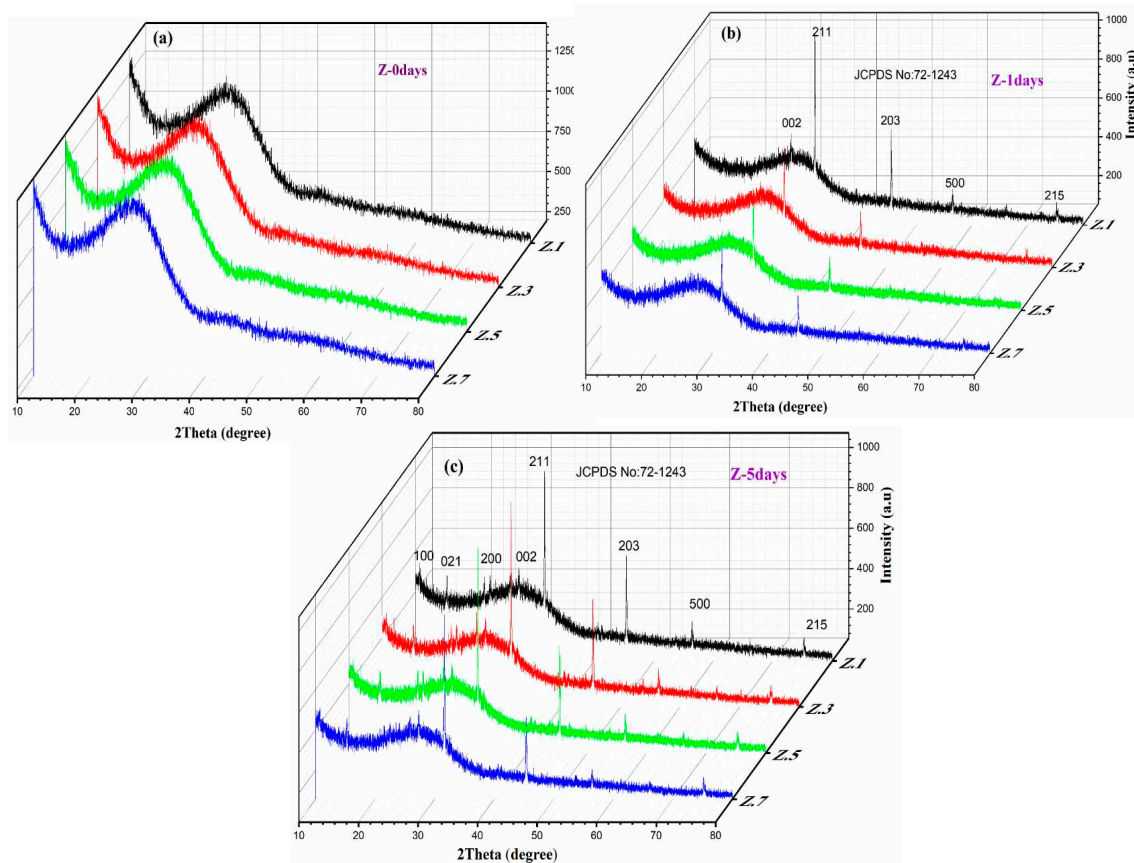 (a)
Z-0days
1250
1000
750
500
250
Z.1
Z.3
Z.5
Z.7
10 20 30 40 50 60 70 80
2Theta (degree)
(b)
211
JCPDS No:72-1243
Z-1days
002
203
500
215
1000
800
600
400
200
Intensity (a.u)
Z.1
Z.3
Z.5
Z.7
10 20 30 40 50 60 70 80
2Theta (degree)
(c)
211
JCPDS No:72-1243
Z-5days
100
021
200
002
203
500
215
1000
800
600
400
200
Intensity (a.u)
Z.1
Z.3
Z.5
Z.7
10 20 30 40 50 60 70 80
2Theta (degree)